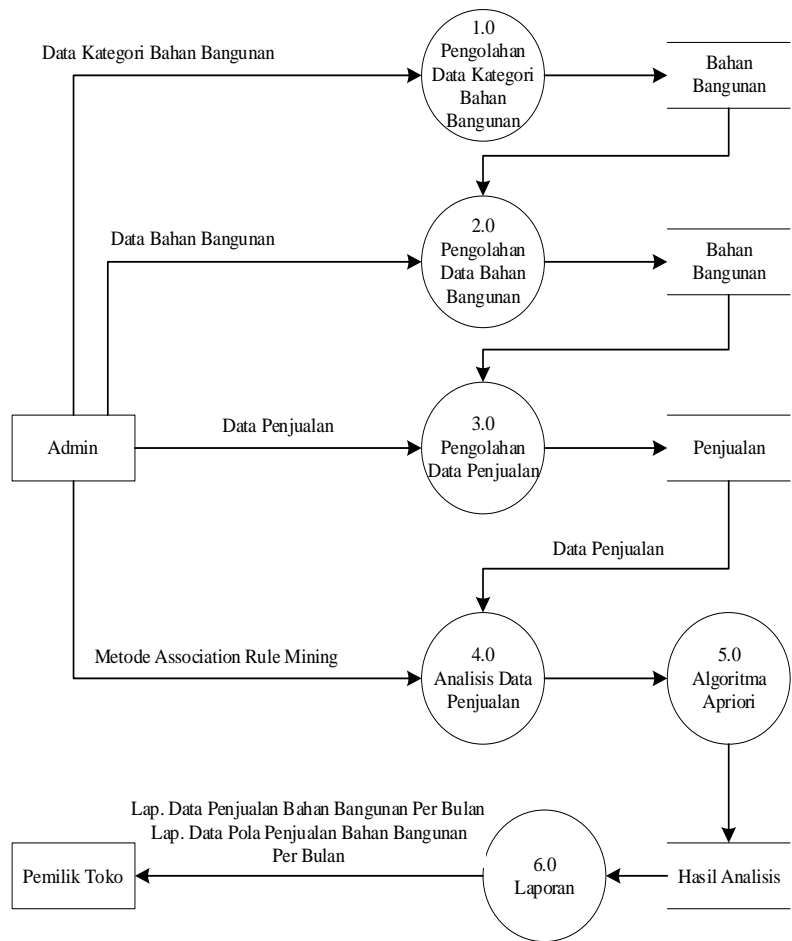 1.0
Pengolahan
Data Kategori
Bahan
Bangunan
Data Kategori Bahan Bangunan
Bahan
Bangunan
2.0
Pengolahan
Data Bahan
Bangunan
Data Bahan Bangunan
Bahan
Bangunan
Admin
Data Penjualan
3.0
Pengolahan
Data Penjualan
Penjualan
Data Penjualan
Metode Association Rule Mining
4.0
Analisis Data
Penjualan
5.0
Algoritma
Apriori
Lap. Data Penjualan Bahan Bangunan Per Bulan
Lap. Data Pola Penjualan Bahan Bangunan
Per Bulan
Pemilik Toko
6.0
Laporan
Hasil Analisis